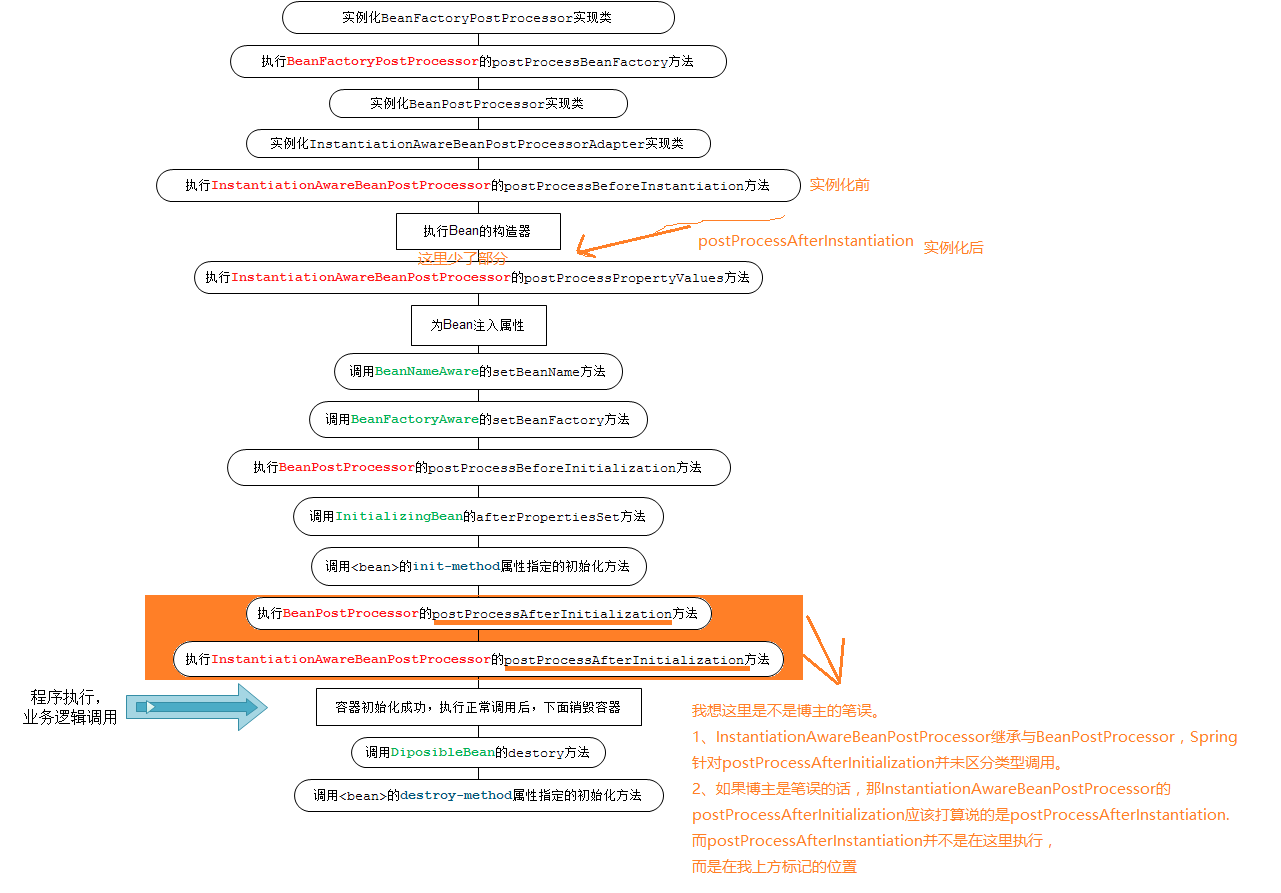 实例化BeanFactoryPostProcessor实现类
执行BeanFactoryPostProcessor的postProcessBeanFactory方法
实例化BeanPostProcessor实现类
实例化InstantiationAwareBeanPostProcessorAdapter实现类
执行InstantiationAwareBeanPostProcessor的postProcessBeforeInstantiation方法
实例化前
执行Bean的构造器
postProcessAfterInstantiation
实例化后
这里少了部分
执行InstantiationAwareBeanPostProcessor的postProcessPropertyValues方法
为Bean注入属性
调用BeanNameAware的setBeanName方法
调用BeanFactoryAware的setBeanFactory方法
执行BeanPostProcessor的postProcessBeforeInitialization方法
调用InitializingBean的afterPropertiesSet方法
调用<bean>的init-method属性指定的初始化方法
执行BeanPostProcessor的postProcessAfterInitialization方法
执行InstantiationAwareBeanPostProcessor的postProcessAfterInitialization方法
程序执行,
业务逻辑调用
容器初始化成功，执行正常调用后，下面销毁容器
调用DiposibleBean的destory方法
调用<bean>的destroy-method属性指定的初始化方法
我想这里是不是博主的笔误。
1、InstantiationAwareBeanPostProcessor继承与BeanPostProcessor，Spring
针对postProcessAfterInitialization并未区分类型调用。
2、如果博主是笔误的话，那InstantiationAwareBeanPostProcessor的
postProcessAfterInitialization应该打算说的是postProcessAfterInstantiation.
而postProcessAfterInstantiation并不是在这里执行，
而是在我上方标记的位置